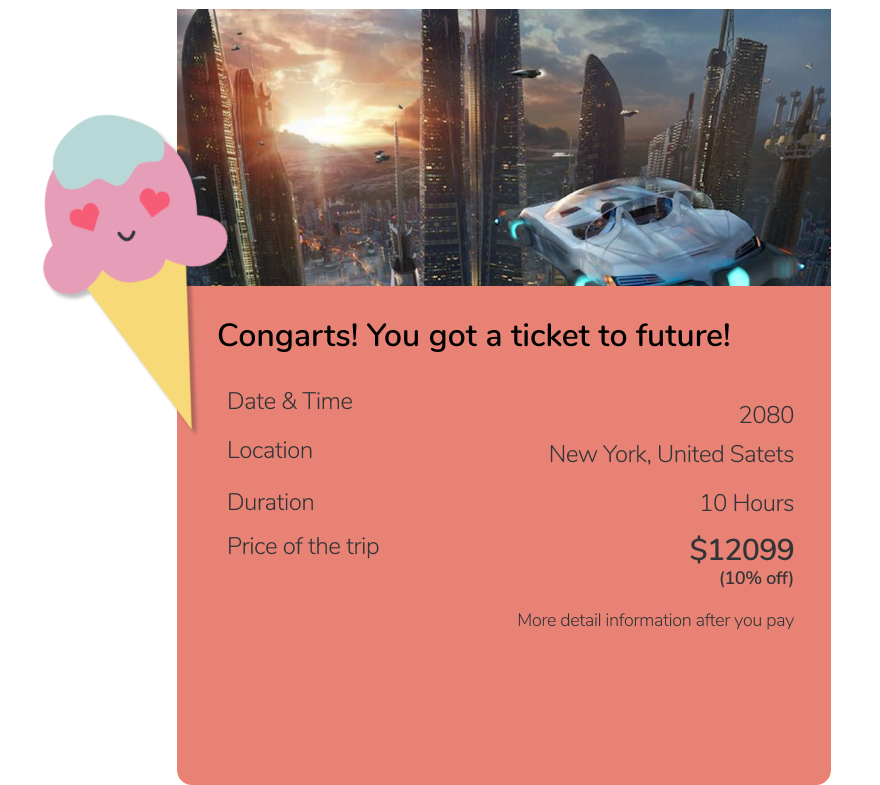 Congarts! You got a ticket to future!
Date & Time
2080
Location
New York, United Satets
Duration
10 Hours
Price of the trip
$12099
(10% off)
More detail information after you pay